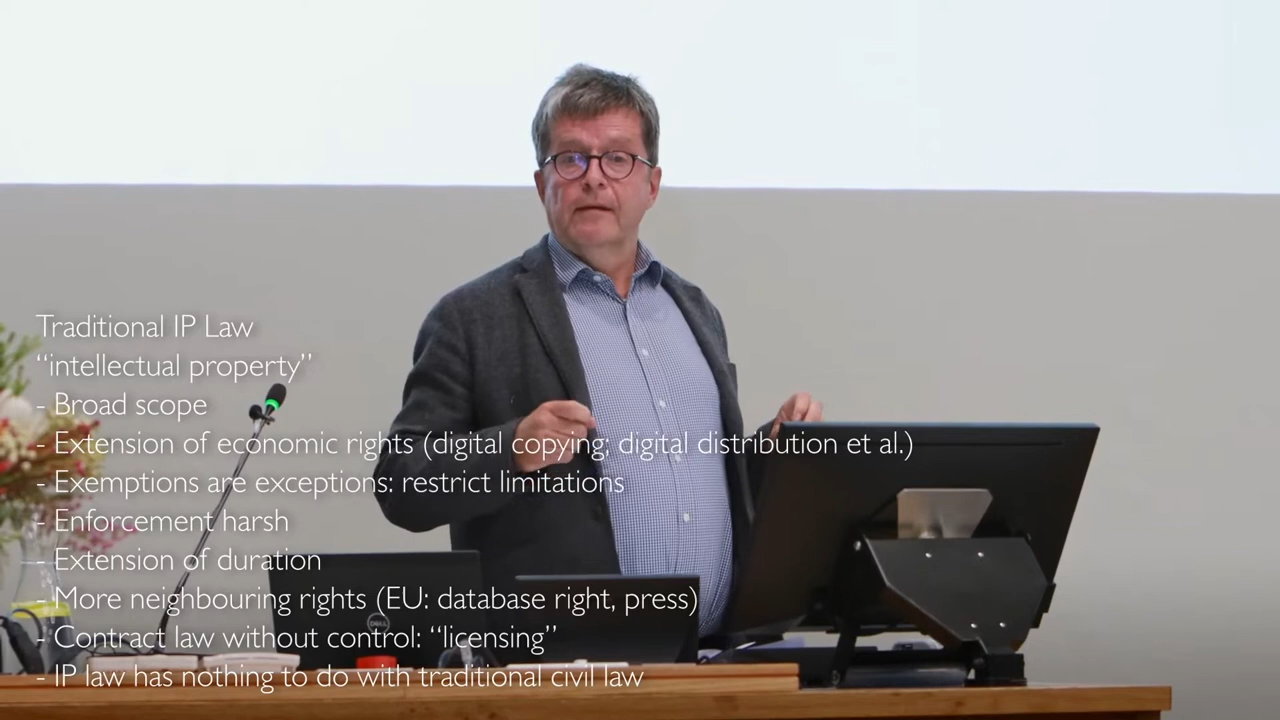 Traditional IP Law
“intellectual property”
- Broad scope
- Extension of economic rights (digital copying; digital distribution et al.)
- Exemptions are exceptions: restrict limitations
- Enforcement harsh
- Extension of duration
- More neighbouring rights (EU: database right, press)
- Contract law without control: “licensing”
- IP law has nothing to do with traditional civil law
DELL